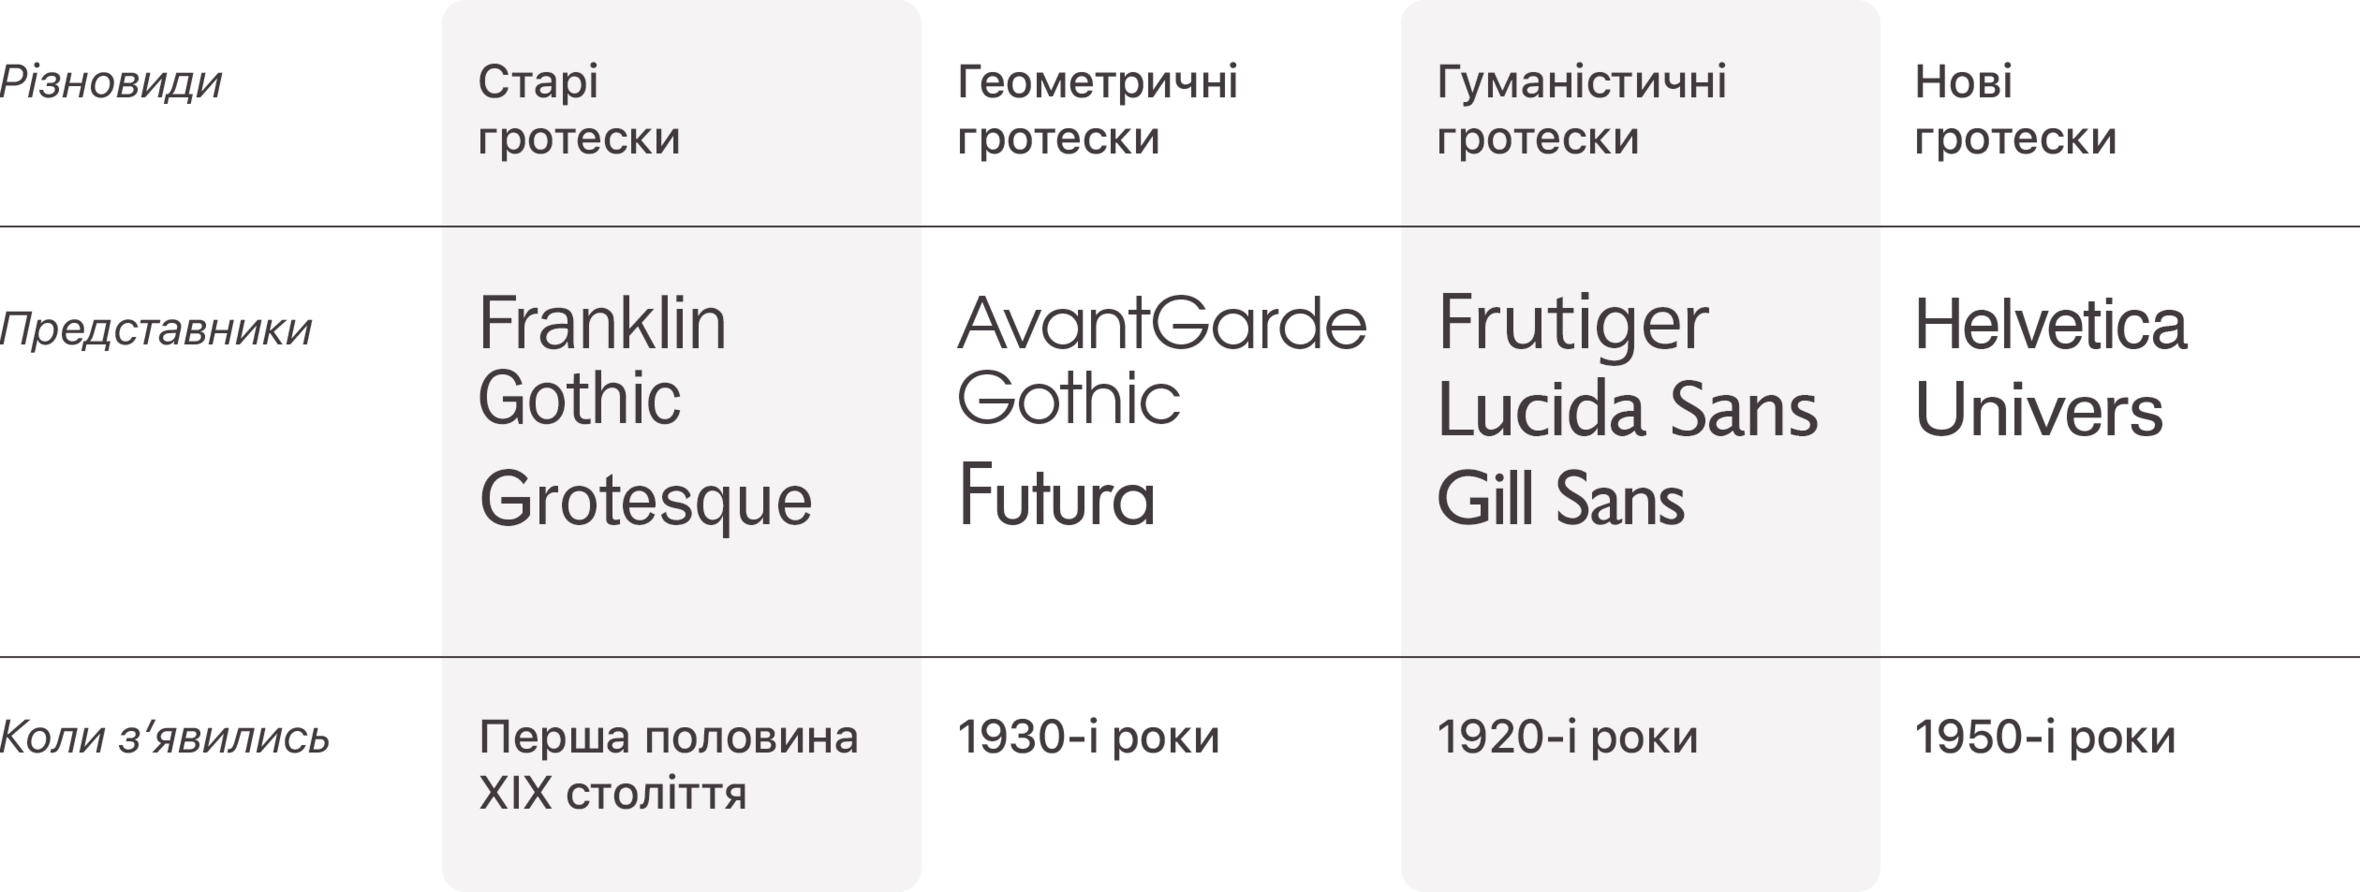 Різновиди
Старі
гротески
Геометричні
гротески
Гуманістичні
гротески
Нові
гротески
Представники
Franklin
Gothic
Grotesque
AvantGarde
Gothic
Futura
Frutiger
Lucida Sans
Gill Sans
Helvetica
Univers
Коли з’явились
Перша половина
XIX століття
1930-і роки
1920-і роки
1950-і роки